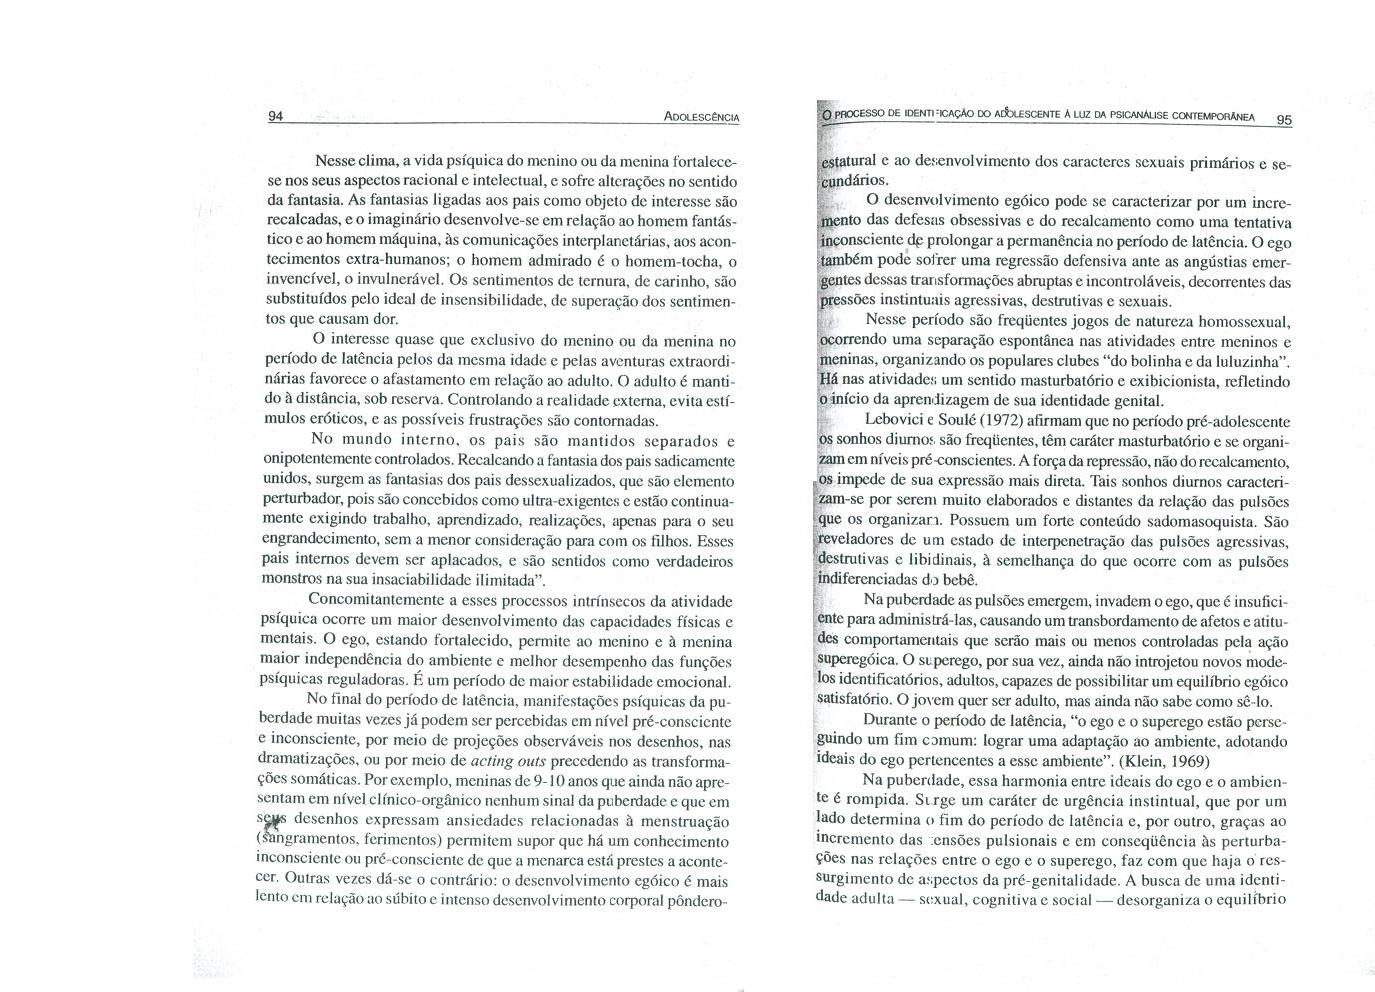 94
ADOLESCÊNCIA
Nesse clima, a vida psíquica do menino ou da menina fortalece-
se nos seus aspectos racional e intelectual, e sofre alterações no sentido
da fantasia. As fantasias ligadas aos pais como objeto de interesse são
recalcadas, e o imaginário desenvolve-se em relação ao homem fantás-
tico e ao homem máquina, às comunicações interplanetárias, aos acon-
tecimentos extra-humanos; o homem admirado é o homem-tocha, o
invencível, o invulnerável. Os sentimentos de ternura, de carinho, são
substituídos pelo ideal de insensibilidade, de superação dos sentimen-
tos que causam dor.
O interesse quase que exclusivo do menino ou da menina no
período de latência pelos da mesma idade e pelas aventuras extraordi-
nárias favorece o afastamento em relação ao adulto. O adulto é manti-
do à distância, sob reserva. Controlando a realidade externa, evita estí-
mulos eróticos, e as possíveis frustrações são contornadas.
No mundo interno, os pais são mantidos separados e
onipotentemente controlados. Recalcando a fantasia dos pais sadicamente
unidos, surgem as fantasias dos pais dessexualizados, que são elemento
perturbador, pois são concebidos como ultra-exigentes e estão continua-
mente exigindo trabalho, aprendizado, realizações, apenas para o seu
engrandecimento, sem a menor consideração para com os filhos. Esses
pais internos devem ser aplacados, e são sentidos como verdadeiros
monstros na sua insaciabilidade ilimitada”.
Concomitantemente a esses processos intrínsecos da atividade
psíquica ocorre um maior desenvolvimento das capacidades físicas e
mentais. O ego, estando fortalecido, permite ao menino e à menina
maior independência do ambiente e melhor desempenho das funções
psíquicas reguladoras. É um período de maior estabilidade emocional.
No final do período de latência, manifestações psíquicas da pu-
berdade muitas vezes já podem ser percebidas em nível pré-consciente
e inconsciente, por meio de projeções observáveis nos desenhos, nas
dramatizações, ou por meio de acting outs precedendo as transforma-
ções somáticas. Por exemplo, meninas de 9-10 anos que ainda não apre-
sentam em nível clínico-orgânico nenhum sinal da puberdade e que em
seus desenhos expressam ansiedades relacionadas à menstruação
(sangramentos, ferimentos) permitem supor que há um conhecimento
inconsciente ou pré-consciente de que a menarca está prestes a aconte-
cer. Outras vezes dá-se o contrário: o desenvolvimento egóico é mais
lento em relação ao súbito e intenso desenvolvimento corporal pôndero-
O PROCESSO DE IDENTIFICAÇÃO DO ADOLESCENTE À LUZ DA PSICANÁLISE CONTEMPORÂNEA
95
estatural e ao desenvolvimento dos caracteres sexuais primários e se-
cundários.
O desenvolvimento egóico pode se caracterizar por um incre-
mento das defesas obsessivas e do recalcamento como uma tentativa
inconsciente de prolongar a permanência no período de latência. O ego
também pode sofrer uma regressão defensiva ante as angústias emer-
gentes dessas transformações abruptas e incontroláveis, decorrentes das
pressões instintuais agressivas, destrutivas e sexuais.
Nesse período são freqüentes jogos de natureza homossexual,
ocorrendo uma separação espontânea nas atividades entre meninos e
meninas, organizando os populares clubes “do bolinha e da luluzinha”.
Há nas atividades um sentido masturbatório e exibicionista, refletindo
o início da aprendizagem de sua identidade genital.
Lebovici e Soulé (1972) afirmam que no período pré-adolescente
os sonhos diurnos são freqüentes, têm caráter masturbatório e se organi-
zam em níveis pré-conscientes. A força da repressão, não do recalcamento,
os impede de sua expressão mais direta. Tais sonhos diurnos caracteri-
zam-se por serem muito elaborados e distantes da relação das pulsões
que os organizam. Possuem um forte conteúdo sadomasoquista. São
reveladores de um estado de interpenetração das pulsões agressivas,
destrutivas e libidinais, à semelhança do que ocorre com as pulsões
indiferenciadas do bebê.
Na puberdade as pulsões emergem, invadem o ego, que é insufici-
ente para administrá-las, causando um transbordamento de afetos e atitu-
des comportamentais que serão mais ou menos controladas pela ação
superegóica. O superego, por sua vez, ainda não introjetou novos mode-
los identificatórios, adultos, capazes de possibilitar um equilíbrio egóico
satisfatório. O jovem quer ser adulto, mas ainda não sabe como sê-lo.
Durante o período de latência, “o ego e o superego estão perse-
guindo um fim comum: lograr uma adaptação ao ambiente, adotando
ideais do ego pertencentes a esse ambiente”. (Klein, 1969)
Na puberdade, essa harmonia entre ideais do ego e o ambien-
te é rompida. Surge um caráter de urgência instintual, que por um
lado determina o fim do período de latência e, por outro, graças ao
incremento das tensões pulsionais e em conseqüência às perturba-
ções nas relações entre o ego e o superego, faz com que haja o res-
surgimento de aspectos da pré-genitalidade. A busca de uma identi-
dade adulta — sexual, cognitiva e social — desorganiza o equilíbrio